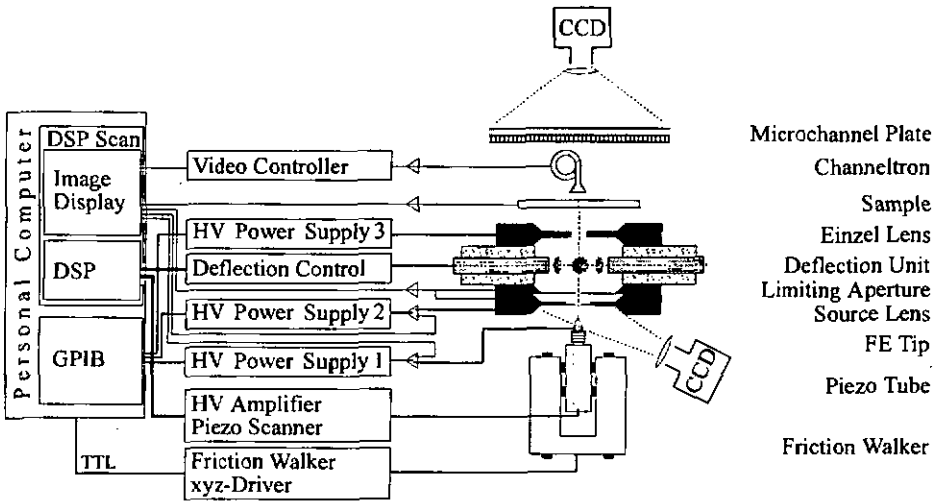 CCD
Personal Computer
DSP Scan
Image
Display
DSP
GPIB
TTL
Video Controller
HV Power Supply 3
Deflection Control
HV Power Supply 2
HV Power Supply 1
HV Amplifier
Piezo Scanner
Friction Walker
xyz-Driver
CCD
Microchannel Plate
Channeltron
Sample
Einzel Lens
Deflection Unit
Limiting Aperture
Source Lens
FE Tip
Piezo Tube
Friction Walker